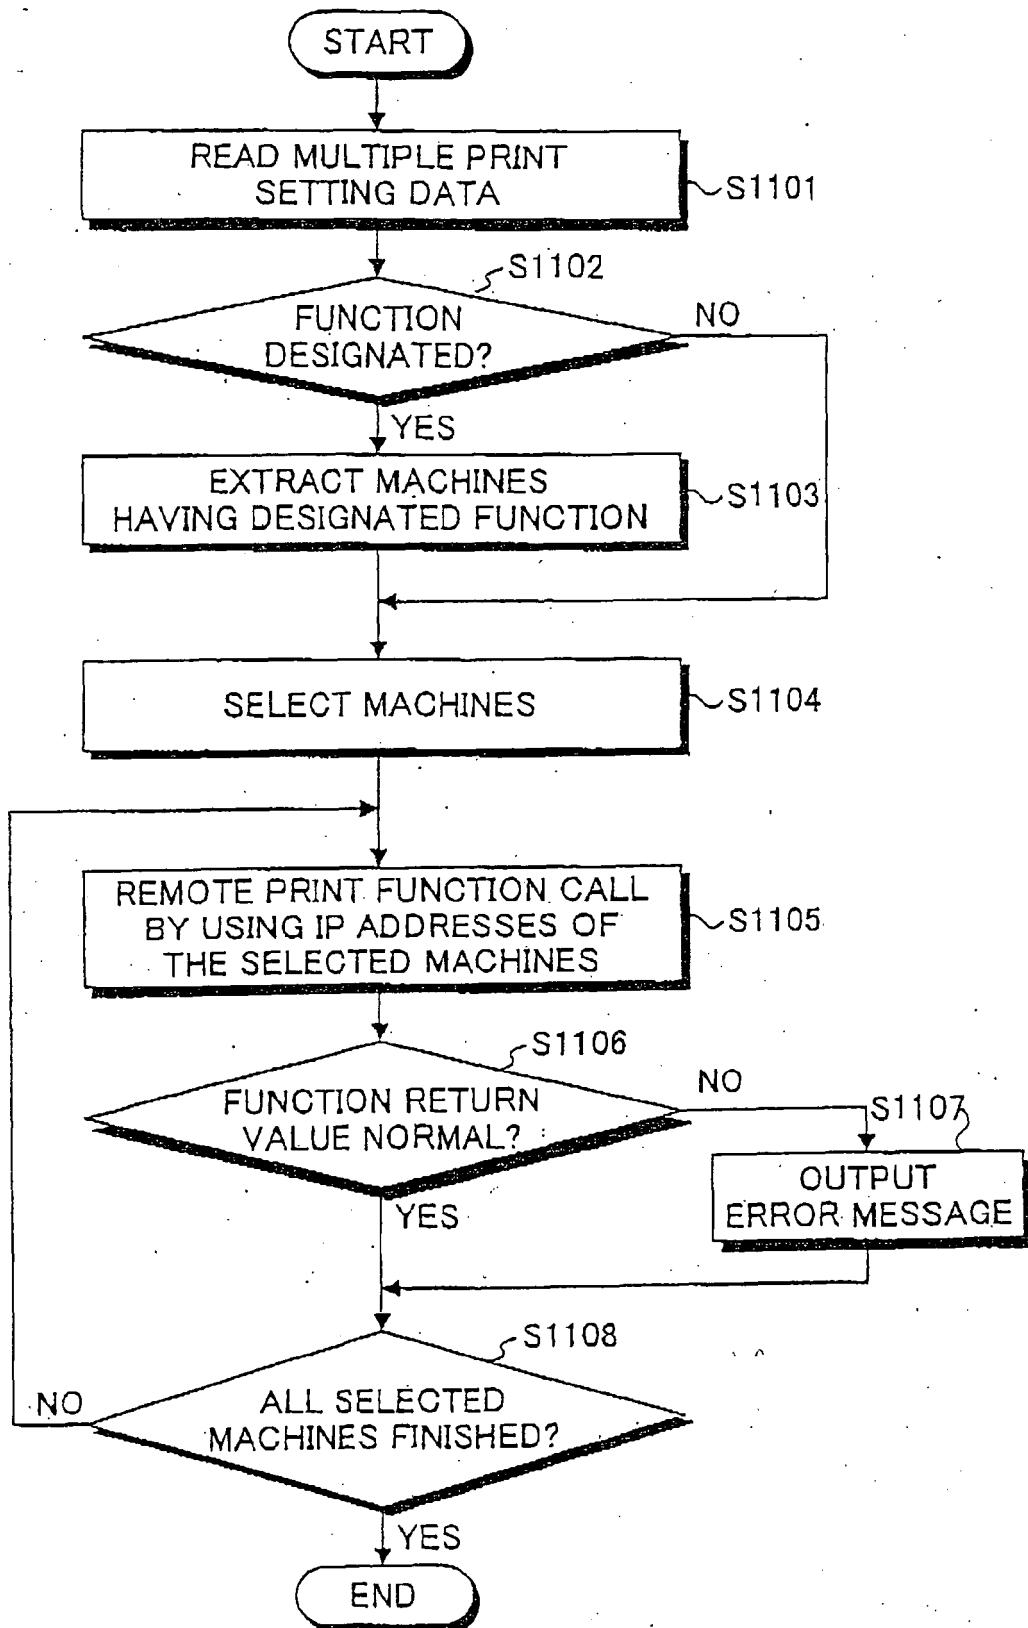 START
READ MULTIPLE PRINT
SETTING DATA
S1101
S1102
FUNCTION
DESIGNATED?
NO
YES
EXTRACT MACHINES
HAVING DESIGNATED FUNCTION
S1103
SELECT MACHINES
S1104
REMOTE PRINT FUNCTION CALL
BY USING IP ADDRESSES OF
THE SELECTED MACHINES
S1105
S1106
FUNCTION RETURN
VALUE NORMAL?
NO
S1107
OUTPUT
ERROR MESSAGE
YES
S1108
ALL SELECTED
MACHINES FINISHED?
NO
YES
END